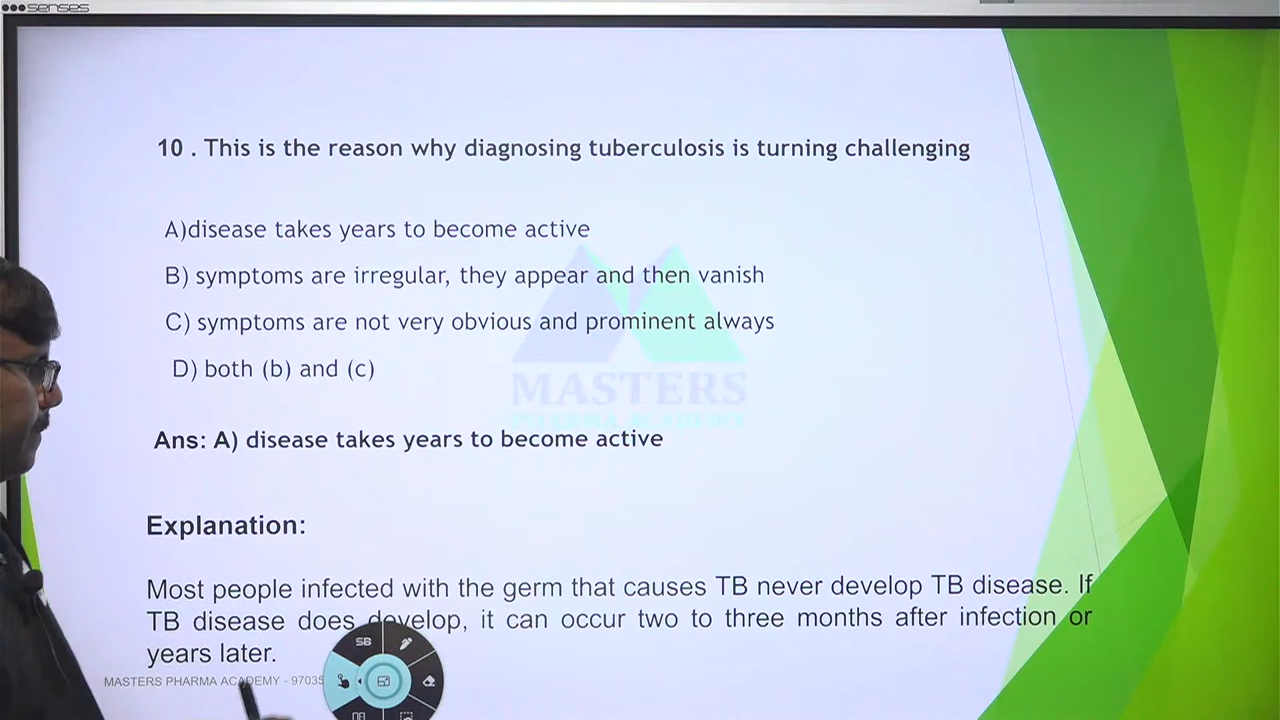 senses
10 . This is the reason why diagnosing tuberculosis is turning challenging
A)disease takes years to become active
B) symptoms are irregular, they appear and then vanish
C) symptoms are not very obvious and prominent always
D) both (b) and (c)
MASTERS
PHARMA ACADEMY
Ans: A) disease takes years to become active
Explanation:
Most people infected with the germ that causes TB never develop TB disease. If
TB disease does develop, it can occur two to three months after infection or
years later.
SB
MASTERS PHARMA ACADEMY - 97035